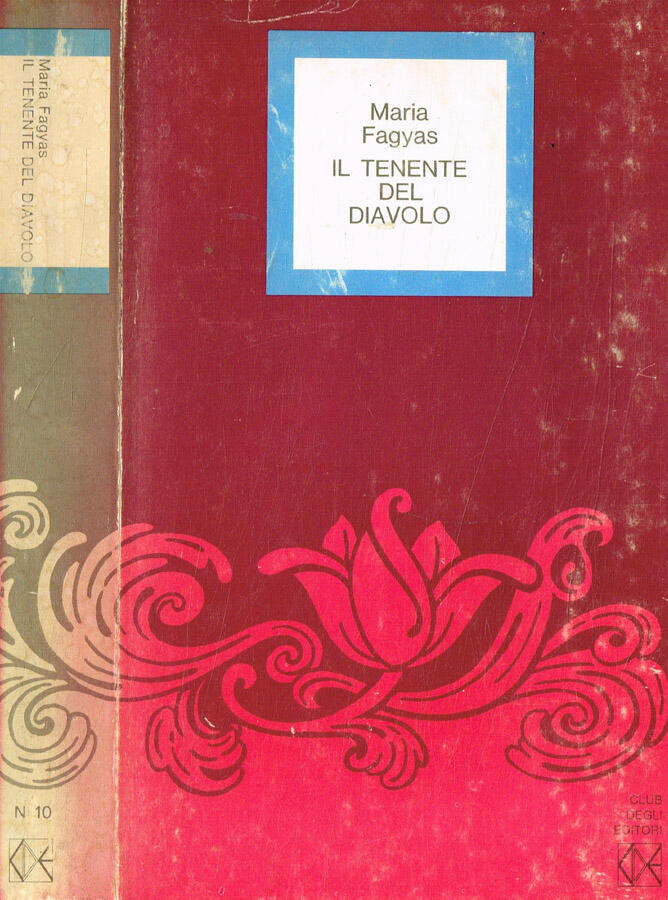 Maria Fagyas
IL TENENTE DEL DIAVOLO
N 10
Maria
Fagyas
IL TENENTE
DEL
DIAVOLO
CLUB
DEGLI
EDITORI